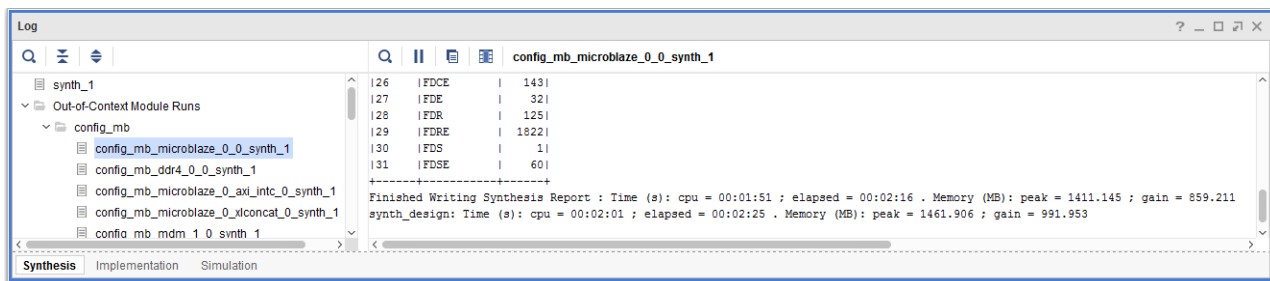 Log
config_mb_microblaze_0_0_synth_1
synth_1
Out-of-Context Module Runs
config_mb
config_mb_microblaze_0_0_synth_1
config_mb_ddr4_0_0_synth_1
config_mb_microblaze_0_axi_intc_0_synth_1
config_mb_microblaze_0_xlconcat_0_synth_1
config_mb_mdm_1_0_synth_1
|26 |FDCE | 143|
|27 |FDE | 32|
|28 |FDR | 125|
|29 |FDRE | 1822|
|30 |FDS | 1|
|31 |FDSE | 60|
+------+-----------+------+
Finished Writing Synthesis Report : Time (s): cpu = 00:01:51 ; elapsed = 00:02:16 . Memory (MB): peak = 1411.145 ; gain = 859.211
synth_design: Time (s): cpu = 00:02:01 ; elapsed = 00:02:25 . Memory (MB): peak = 1461.906 ; gain = 991.953
Synthesis Implementation Simulation